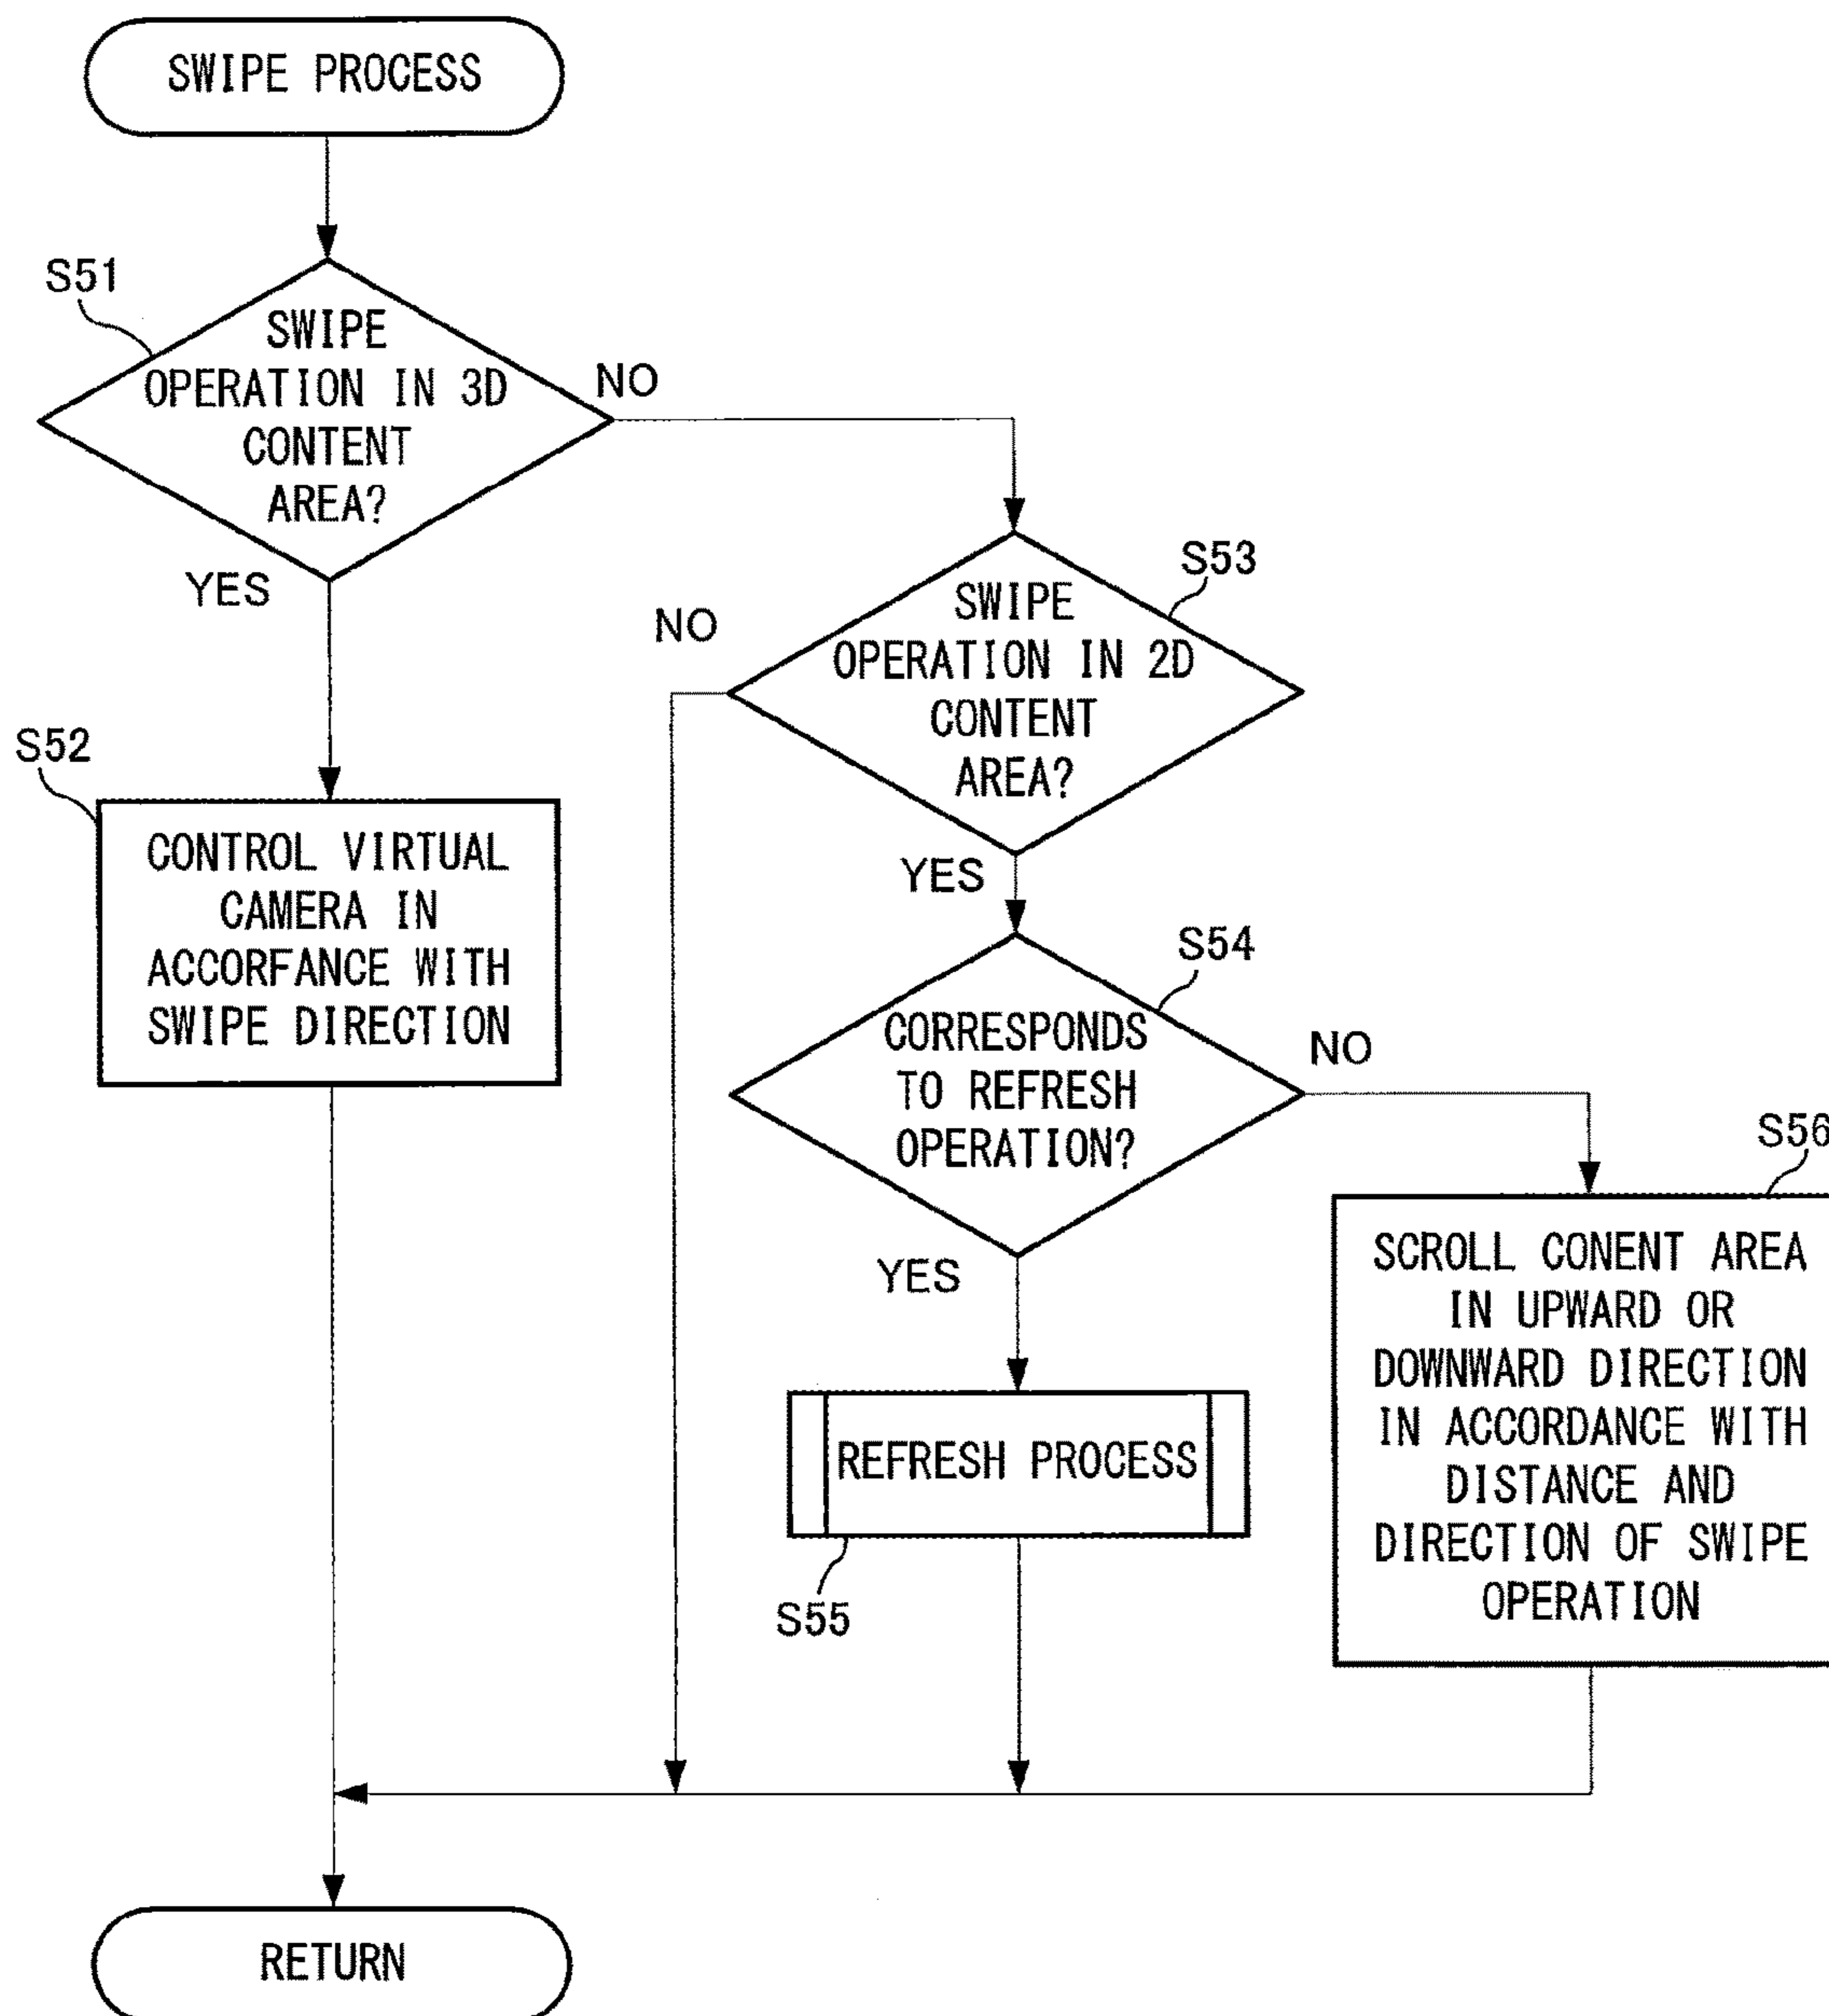 SWIPE PROCESS
S51
SWIPE
OPERATION IN 3D
CONTENT
AREA?
NO
YES
S52
CONTROL VIRTUAL
CAMERA IN
ACCORFANCE WITH
SWIPE DIRECTION
S53
SWIPE
OPERATION IN 2D
CONTENT
AREA?
NO
YES
S54
CORRESPONDS
TO REFRESH
OPERATION?
NO
YES
REFRESH PROCESS
S55
S56
SCROLL CONENT AREA
IN UPWARD OR
DOWNWARD DIRECTION
IN ACCORDANCE WITH
DISTANCE AND
DIRECTION OF SWIPE
OPERATION
RETURN